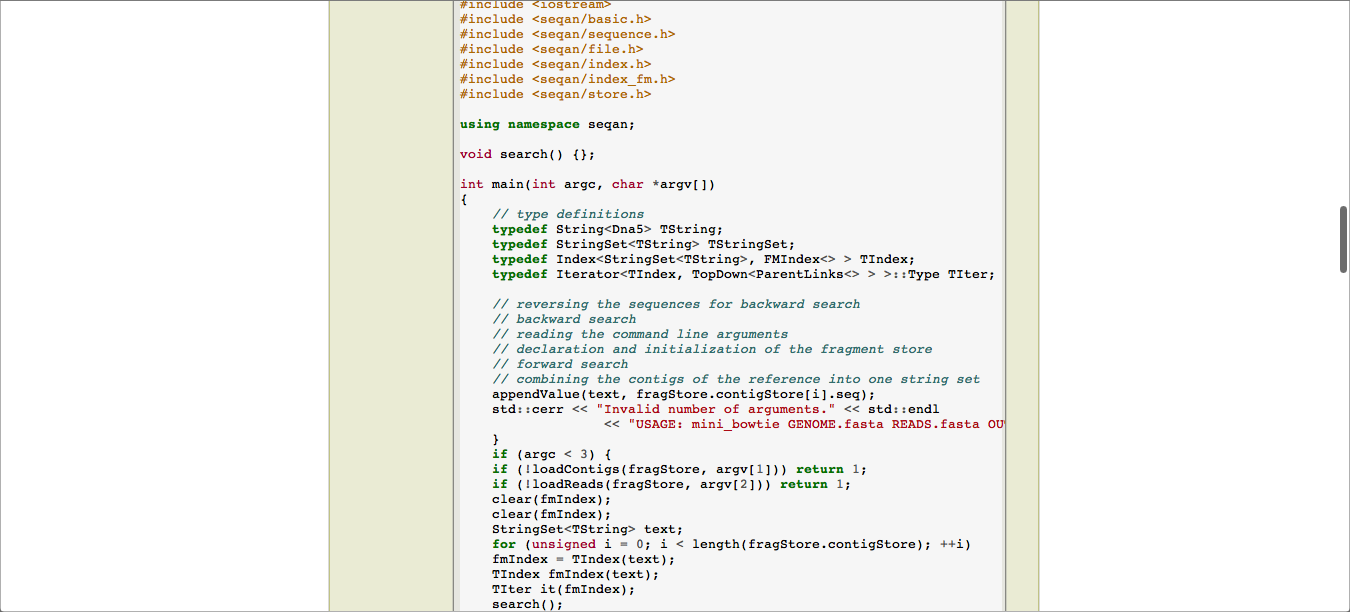 #include <iostream>
#include <seqan/basic.h>
#include <seqan/sequence.h>
#include <seqan/file.h>
#include <seqan/index.h>
#include <seqan/index_fm.h>
#include <seqan/store.h>
using namespace seqan;
void search() {};
int main(int argc, char *argv[])
{
// type definitions
typedef String<Dna5> TString;
typedef StringSet<TString> TStringSet;
typedef Index<StringSet<TString>, FMIndex<> > TIndex;
typedef Iterator<TIndex, TopDown<ParentLinks<> > >::Type TIter;
// reversing the sequences for backward search
// backward search
// reading the command line arguments
// declaration and initialization of the fragment store
// forward search
// combining the contigs of the reference into one string set
appendValue(text, fragStore.contigStore[i].seq);
std::cerr << "Invalid number of arguments." << std::endl
<< "USAGE: mini_bowtie GENOME.fasta READS.fasta OU
}
if (argc < 3) {
if (!loadContigs(fragStore, argv[1])) return 1;
if (!loadReads(fragStore, argv[2])) return 1;
clear(fmIndex);
clear(fmIndex);
StringSet<TString> text;
for (unsigned i = 0; i < length(fragStore.contigStore); ++i)
fmIndex = TIndex(text);
TIndex fmIndex(text);
TIter it(fmIndex);
search();